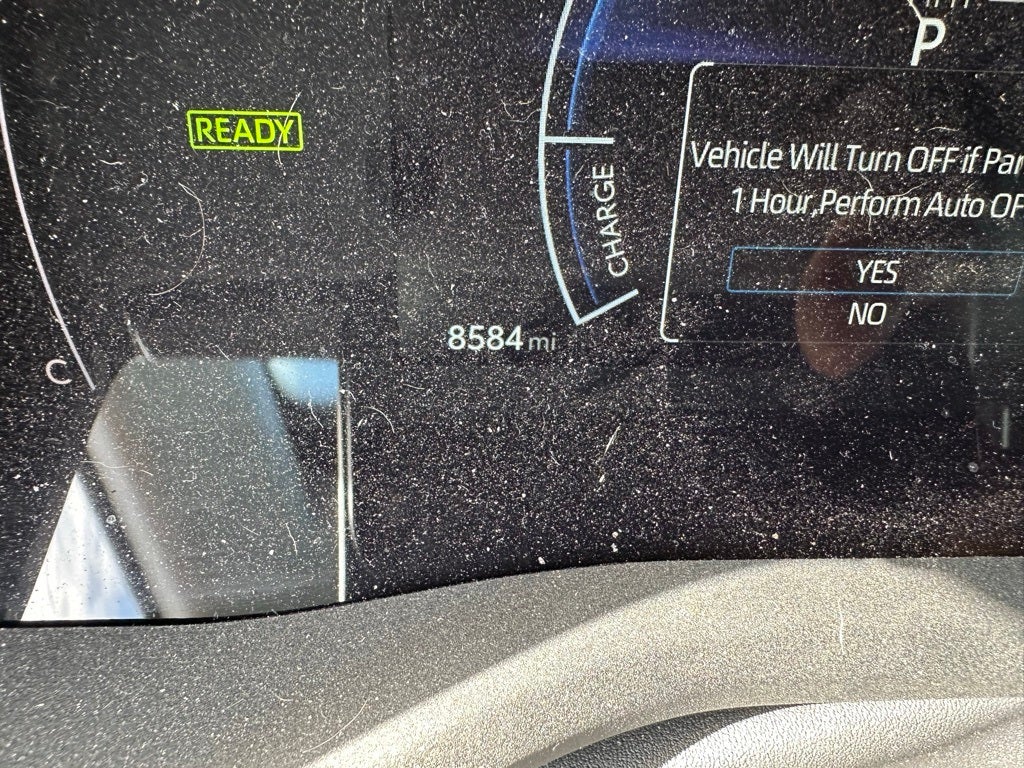 P
READY
Vehicle Will Turn OFF if
1 Hour,Perform Auto
CHARGE
YES
NO
8584 mi
C